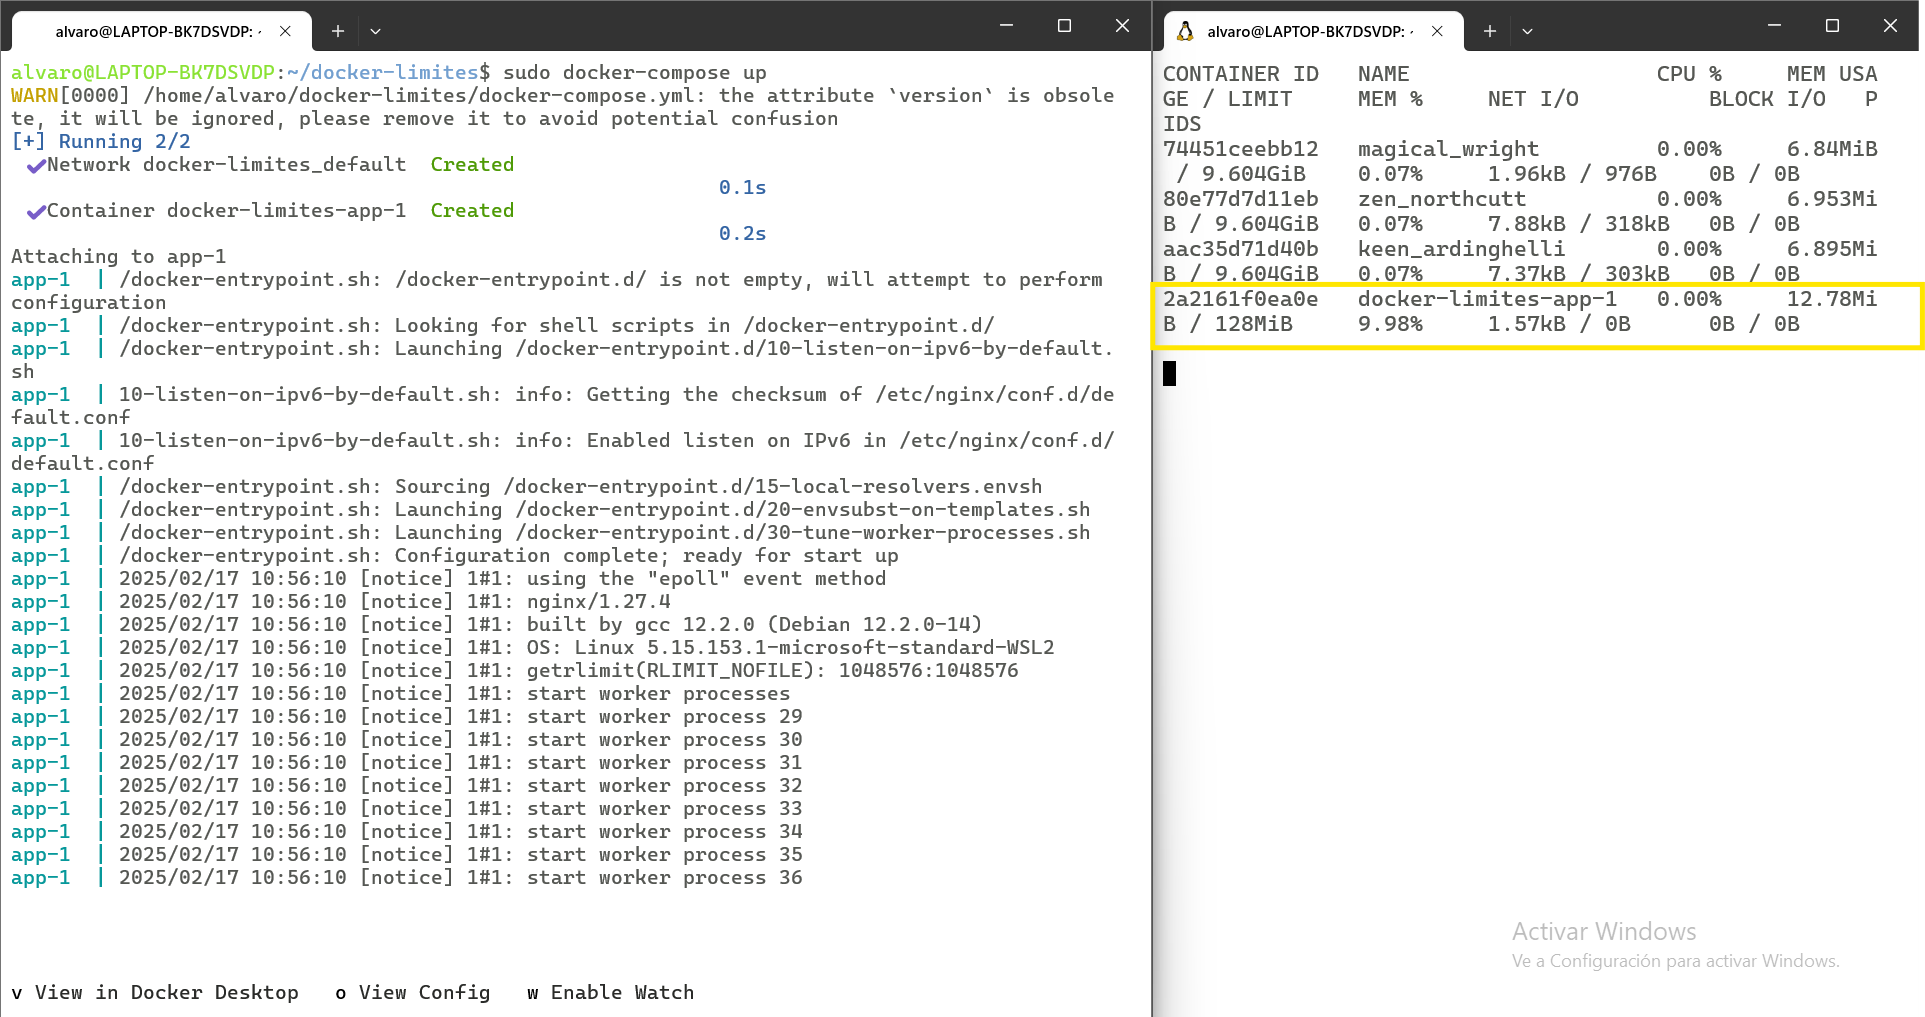 alvaro@LAPTOP-BK7DSVDP: ~
alvaro@LAPTOP-BK7DSVDP:~/docker-limites$ sudo docker-compose up
WARN[0000] /home/alvaro/docker-limites/docker-compose.yml: the attribute `version` is obsole
te, it will be ignored, please remove it to avoid potential confusion
[+] Running 2/2
✔Network docker-limites_default  Created
0.1s
✔Container docker-limites-app-1  Created
0.2s
Attaching to app-1
app-1  | /docker-entrypoint.sh: /docker-entrypoint.d/ is not empty, will attempt to perform
configuration
app-1  | /docker-entrypoint.sh: Looking for shell scripts in /docker-entrypoint.d/
app-1  | /docker-entrypoint.sh: Launching /docker-entrypoint.d/10-listen-on-ipv6-by-default.
sh
app-1  | 10-listen-on-ipv6-by-default.sh: info: Getting the checksum of /etc/nginx/conf.d/de
fault.conf
app-1  | 10-listen-on-ipv6-by-default.sh: info: Enabled listen on IPv6 in /etc/nginx/conf.d/
default.conf
app-1  | /docker-entrypoint.sh: Sourcing /docker-entrypoint.d/15-local-resolvers.envsh
app-1  | /docker-entrypoint.sh: Launching /docker-entrypoint.d/20-envsubst-on-templates.sh
app-1  | /docker-entrypoint.sh: Launching /docker-entrypoint.d/30-tune-worker-processes.sh
app-1  | /docker-entrypoint.sh: Configuration complete; ready for start up
app-1  | 2025/02/17 10:56:10 [notice] 1#1: using the "epoll" event method
app-1  | 2025/02/17 10:56:10 [notice] 1#1: nginx/1.27.4
app-1  | 2025/02/17 10:56:10 [notice] 1#1: built by gcc 12.2.0 (Debian 12.2.0-14)
app-1  | 2025/02/17 10:56:10 [notice] 1#1: OS: Linux 5.15.153.1-microsoft-standard-WSL2
app-1  | 2025/02/17 10:56:10 [notice] 1#1: getrlimit(RLIMIT_NOFILE): 1048576:1048576
app-1  | 2025/02/17 10:56:10 [notice] 1#1: start worker processes
app-1  | 2025/02/17 10:56:10 [notice] 1#1: start worker process 29
app-1  | 2025/02/17 10:56:10 [notice] 1#1: start worker process 30
app-1  | 2025/02/17 10:56:10 [notice] 1#1: start worker process 31
app-1  | 2025/02/17 10:56:10 [notice] 1#1: start worker process 32
app-1  | 2025/02/17 10:56:10 [notice] 1#1: start worker process 33
app-1  | 2025/02/17 10:56:10 [notice] 1#1: start worker process 34
app-1  | 2025/02/17 10:56:10 [notice] 1#1: start worker process 35
app-1  | 2025/02/17 10:56:10 [notice] 1#1: start worker process 36
v View in Docker Desktop   o View Config   w Enable Watch
alvaro@LAPTOP-BK7DSVDP: ~
CONTAINER ID   NAME                   CPU %     MEM USA
GE / LIMIT     MEM %     NET I/O          BLOCK I/O   P
IDS
74451ceebb12   magical_wright         0.00%     6.84MiB
 / 9.604GiB    0.07%     1.96kB / 976B    0B / 0B
80e77d7d11eb   zen_northcutt          0.00%     6.953Mi
B / 9.604GiB   0.07%     7.88kB / 318kB   0B / 0B
aac35d71d40b   keen_ardinghelli       0.00%     6.895Mi
B / 9.604GiB   0.07%     7.37kB / 303kB   0B / 0B
2a2161f0ea0e   docker-limites-app-1   0.00%     12.78Mi
B / 128MiB     9.98%     1.57kB / 0B      0B / 0B
Activar Windows
Ve a Configuración para activar Windows.